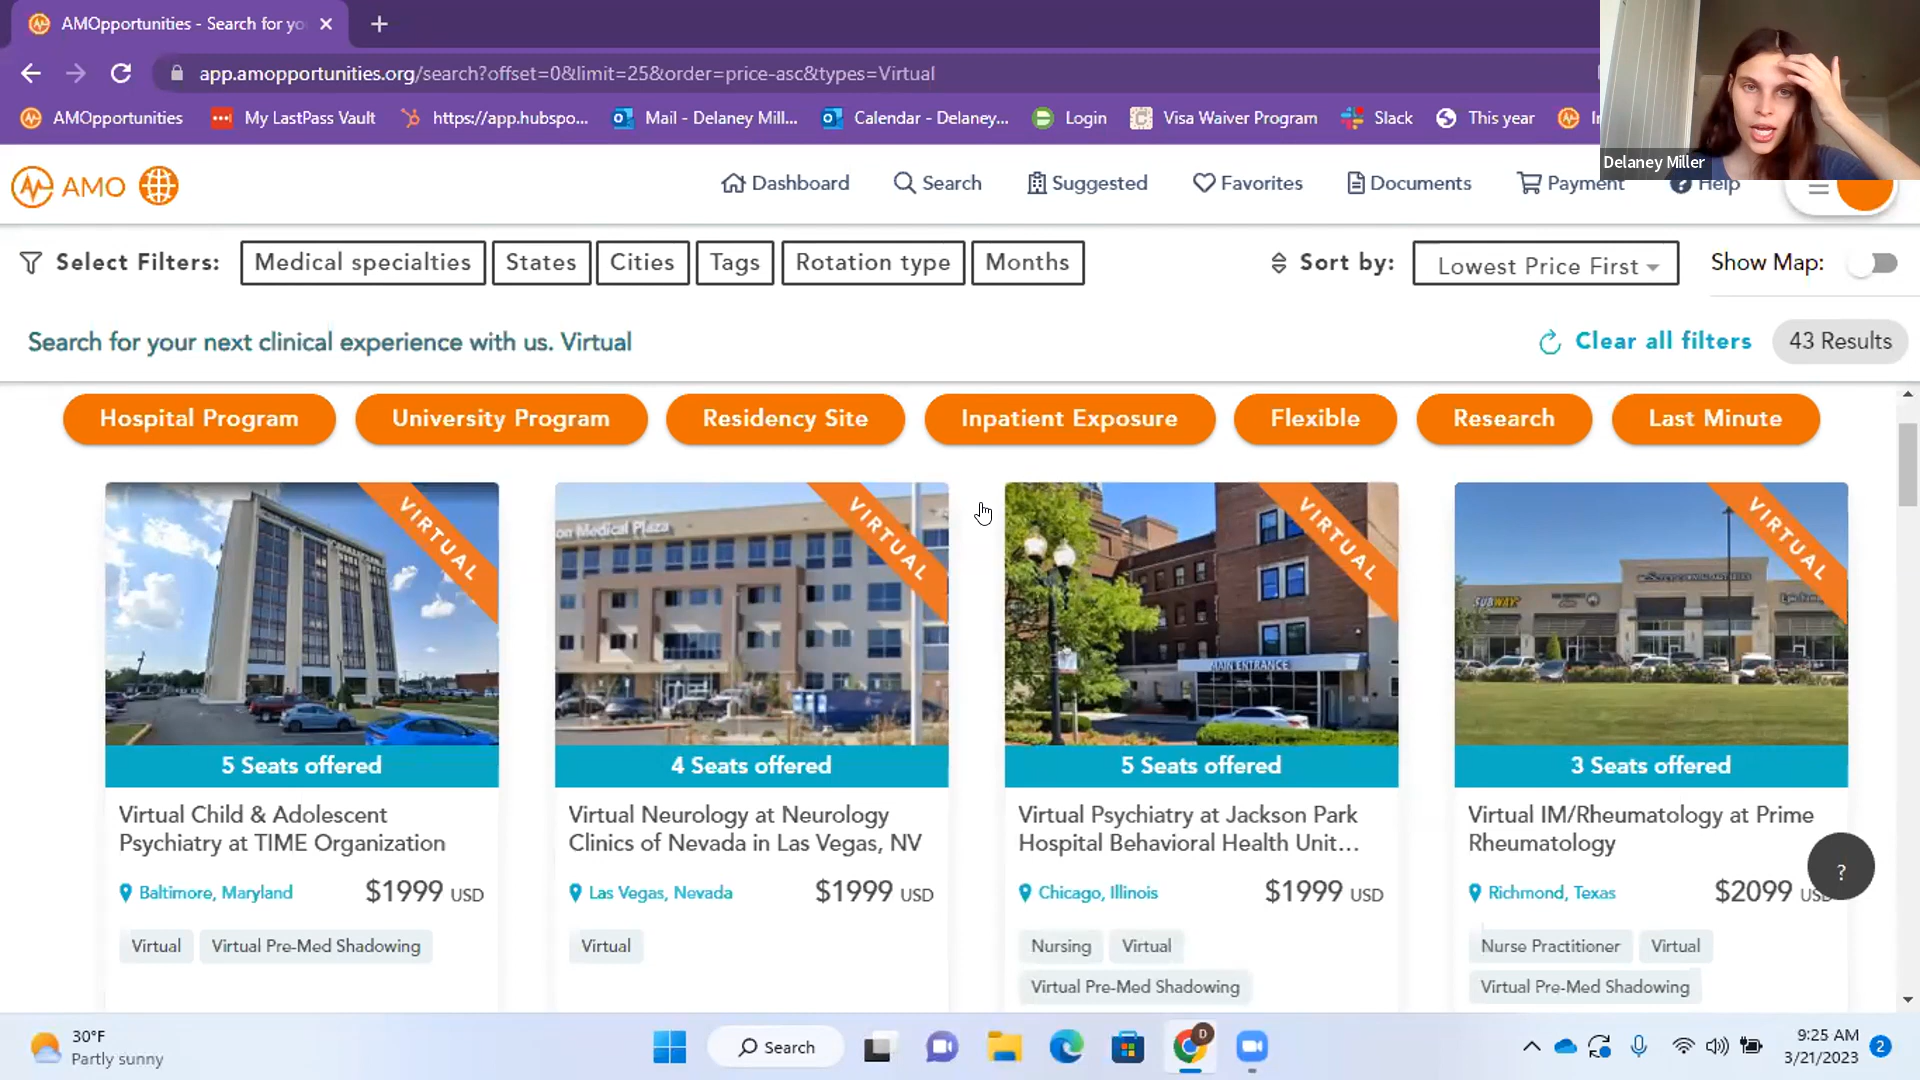 AMOpportunities - Search for yo
app.amopportunities.org/search?offset=0&limit=25&order=price-asc&types=Virtual
AMOpportunities
My LastPass Vault
https://app.hubspo...
Mail - Delaney Mill...
Calendar - Delaney...
Login
Visa Waiver Program
Slack
This year
Delaney Miller
AMO
Dashboard
Search
Suggested
Favorites
Documents
Payment
Help
Select Filters:
Medical specialties
States
Cities
Tags
Rotation type
Months
Sort by:
Lowest Price First
Show Map:
Search for your next clinical experience with us. Virtual
Clear all filters
43 Results
Hospital Program
University Program
Residency Site
Inpatient Exposure
Flexible
Research
Last Minute
VIRTUAL
on Medical Plaza
VIRTUAL
MAIN ENTRANCE
VIRTUAL
SUBWAY
VIRTUAL
5 Seats offered
4 Seats offered
5 Seats offered
3 Seats offered
Virtual Child & Adolescent
Psychiatry at TIME Organization
Baltimore, Maryland
$1999 USD
Virtual
Virtual Pre-Med Shadowing
Virtual Neurology at Neurology
Clinics of Nevada in Las Vegas, NV
Las Vegas, Nevada
$1999 USD
Virtual
Virtual Psychiatry at Jackson Park
Hospital Behavioral Health Unit...
Chicago, Illinois
$1999 USD
Nursing
Virtual
Virtual Pre-Med Shadowing
Virtual IM/Rheumatology at Prime
Rheumatology
Richmond, Texas
$2099 USD
Nurse Practitioner
Virtual
Virtual Pre-Med Shadowing
?
30°F
Partly sunny
Search
D
9:25 AM
3/21/2023
2